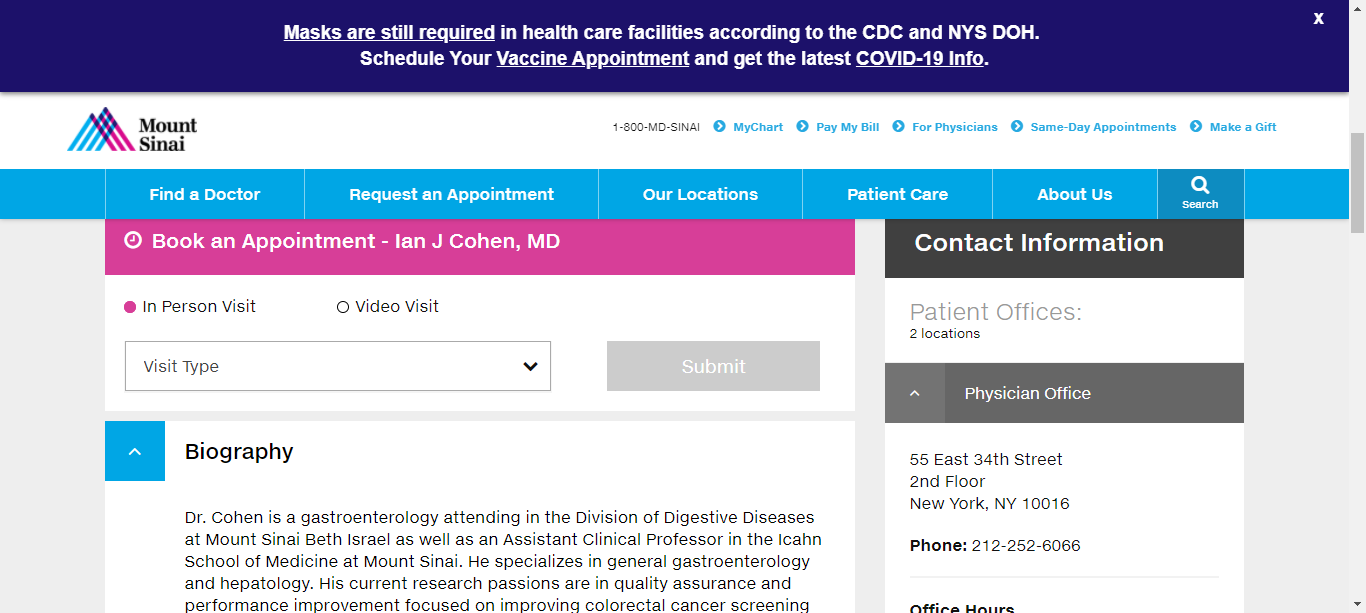 Masks are still required in health care facilities according to the CDC and NYS DOH.
Schedule Your Vaccine Appointment and get the latest COVID-19 Info.
X
Mount
Sinai
1-800-MD-SINAI MyChart Pay My Bill For Physicians Same-Day Appointments Make a Gift
Find a Doctor Request an Appointment Our Locations Patient Care About Us Search
Book an Appointment - Ian J Cohen, MD
In Person Visit Video Visit
Visit Type Submit
Biography
Dr. Cohen is a gastroenterology attending in the Division of Digestive Diseases
at Mount Sinai Beth Israel as well as an Assistant Clinical Professor in the Icahn
School of Medicine at Mount Sinai. He specializes in general gastroenterology
and hepatology. His current research passions are in quality assurance and
performance improvement focused on improving colorectal cancer screening
Contact Information
Patient Offices:
2 locations
Physician Office
55 East 34th Street
2nd Floor
New York, NY 10016
Phone: 212-252-6066
Office Hours